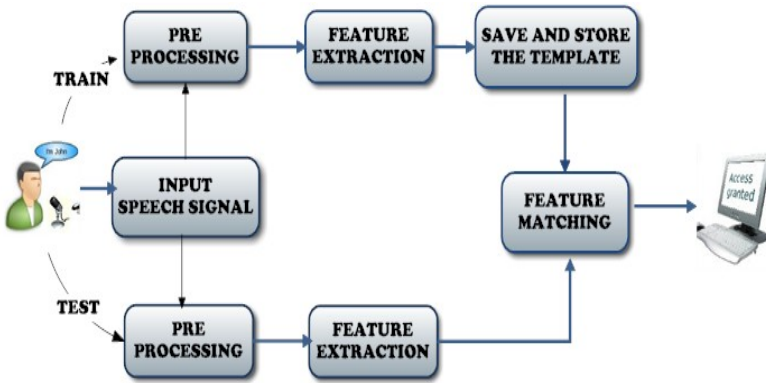 PRE
PROCESSING
FEATURE
EXTRACTION
SAVE AND STORE
THE TEMPLATE
TRAIN
I'm John
INPUT
SPEECH SIGNAL
FEATURE
MATCHING
Access
granted
TEST
PRE
PROCESSING
FEATURE
EXTRACTION